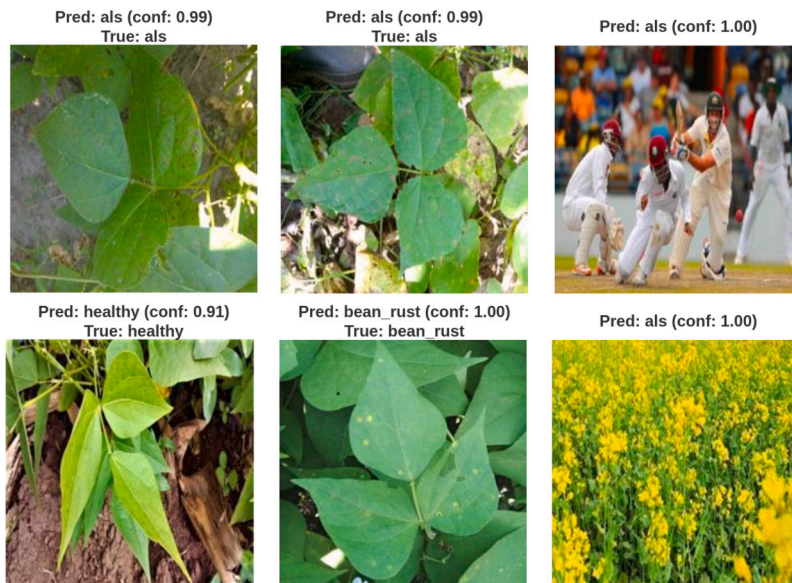 Pred: als (conf: 0.99)
True: als
Pred: als (conf: 0.99)
True: als
Pred: als (conf: 1.00)
Pred: healthy (conf: 0.91)
True: healthy
Pred: bean_rust (conf: 1.00)
True: bean_rust
Pred: als (conf: 1.00)